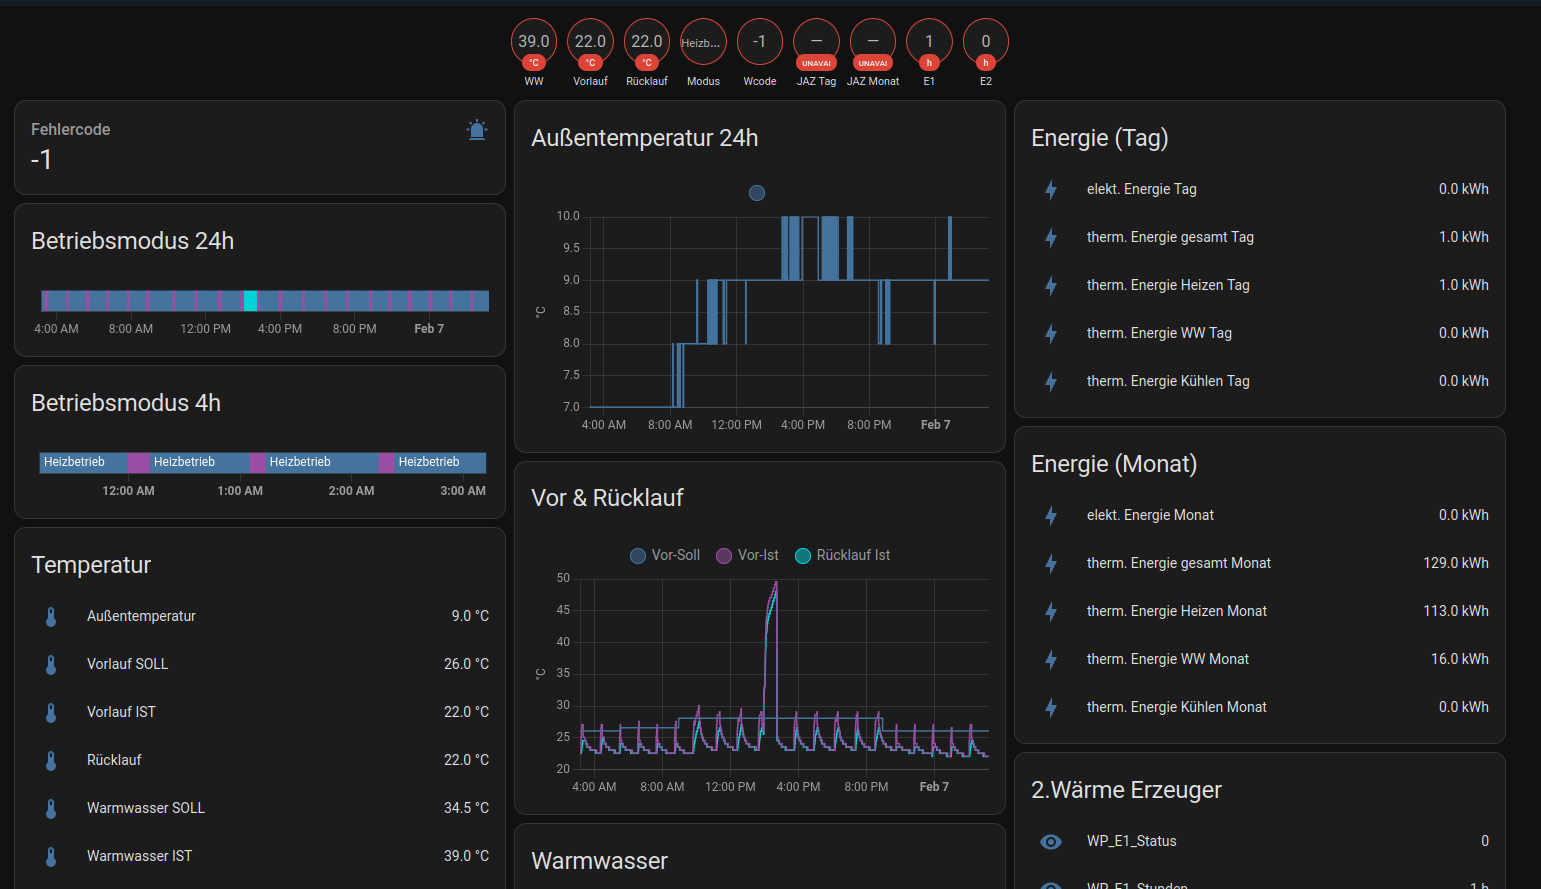 39.0
°C
WW
22.0
°C
Vorlauf
22.0
°C
Rücklauf
Heizb...
Modus
-1
Wcode
—
UNAVAI
JAZ Tag
—
UNAVAI
JAZ Monat
1
h
E1
0
h
E2
Fehlercode
-1
Betriebsmodus 24h
4:00 AM 8:00 AM 12:00 PM 4:00 PM 8:00 PM Feb 7
Betriebsmodus 4h
Heizbetrieb Heizbetrieb Heizbetrieb Heizbetrieb
12:00 AM 1:00 AM 2:00 AM 3:00 AM
Temperatur
Außentemperatur 9.0 °C
Vorlauf SOLL 26.0 °C
Vorlauf IST 22.0 °C
Rücklauf 22.0 °C
Warmwasser SOLL 34.5 °C
Warmwasser IST 39.0 °C
Außentemperatur 24h
10.0
9.5
9.0
8.5
8.0
7.5
7.0
°C
4:00 AM 8:00 AM 12:00 PM 4:00 PM 8:00 PM Feb 7
Vor & Rücklauf
Vor-Soll Vor-Ist Rücklauf Ist
50
45
40
35
30
25
20
°C
4:00 AM 8:00 AM 12:00 PM 4:00 PM 8:00 PM Feb 7
Warmwasser
Energie (Tag)
elekt. Energie Tag 0.0 kWh
therm. Energie gesamt Tag 1.0 kWh
therm. Energie Heizen Tag 1.0 kWh
therm. Energie WW Tag 0.0 kWh
therm. Energie Kühlen Tag 0.0 kWh
Energie (Monat)
elekt. Energie Monat 0.0 kWh
therm. Energie gesamt Monat 129.0 kWh
therm. Energie Heizen Monat 113.0 kWh
therm. Energie WW Monat 16.0 kWh
therm. Energie Kühlen Monat 0.0 kWh
2.Wärme Erzeuger
WP_E1_Status 0
WP_E1_Stunden 1 h